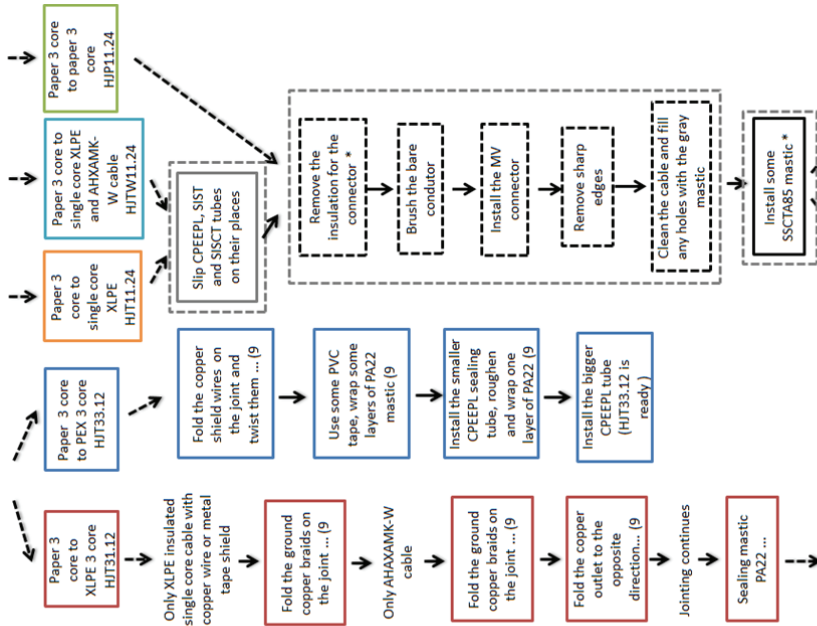 Paper 3
core to
XLPE 3 core
HJT31.12
Only XLPE insulated
single core cable with
copper wire or metal
tape shield
Fold the ground
copper braids on
the joint ... (9
Only AHAXAMK-W
cable
Fold the ground
copper braids on
the joint ... (9
Fold the copper
outlet to the
opposite
direction... (9
Jointing continues
Sealing mastic
PA22 ...
Paper 3 core
to PEX 3 core
HJT33.12
Fold the copper
shield wires on
the joint and
twist them ... (9
Use some PVC
tape, wrap some
layers of PA22
mastic (9
Install the smaller
CPEEPL sealing
tube, roughen
and wrap one
layer of PA22 (9
Install the bigger
CPEEPL tube
(HJT33.12 is
ready )
Paper 3
core to
single core
XLPE
HJT11.24
Paper 3 core to
single core XLPE
and AHXAMK-
W cable
HJTW11.24
Paper 3 core
to paper 3
core
HJP11.24
Slip CPEEPL, SIST
and SISCT tubes
on their places
Remove the
insulation for the
connector *
Brush the bare
condutor
Install the MV
connector
Remove sharp
edges
Clean the cable and fill
any holes with the gray
mastic
Install some
SSCTA85 mastic *